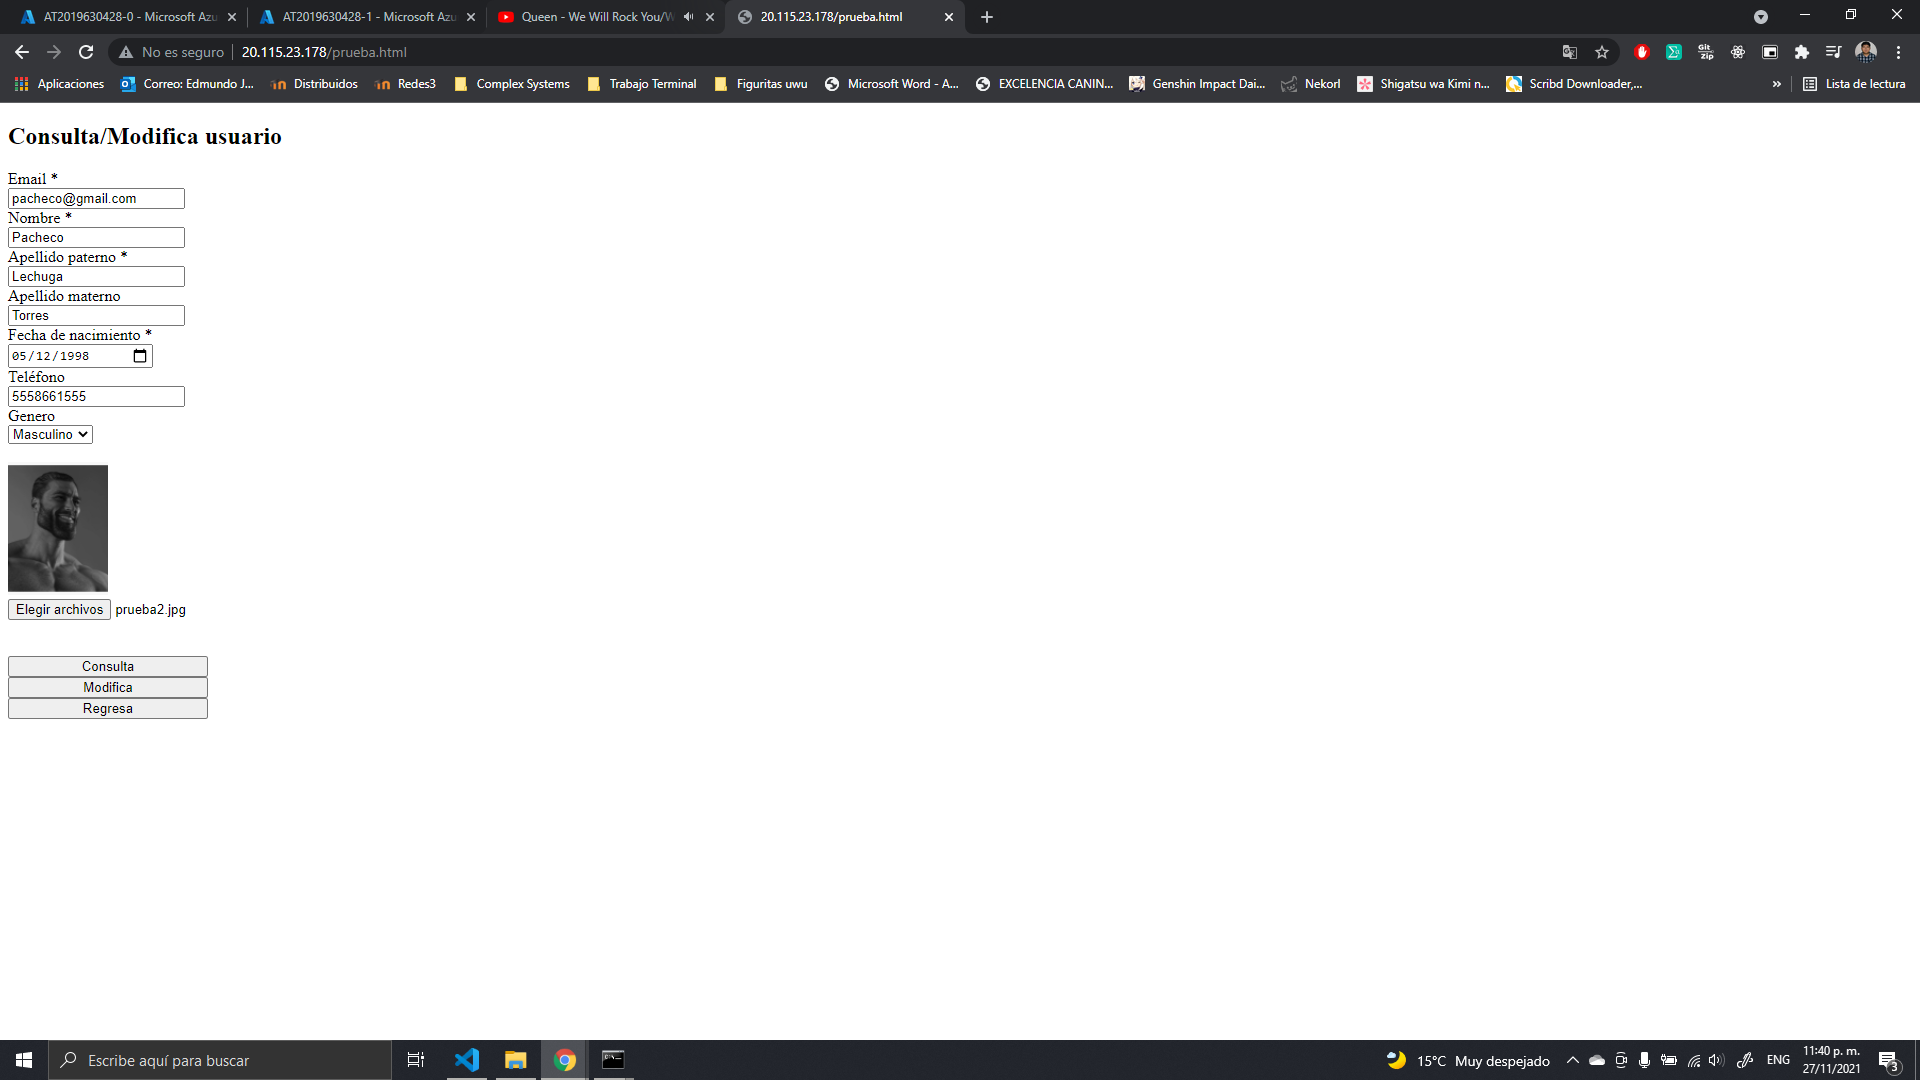 AT2019630428-0 - Microsoft Azu
AT2019630428-1 - Microsoft Azu
Queen - We Will Rock You/W
20.115.23.178/prueba.html
No es seguro
20.115.23.178/prueba.html
Aplicaciones
Correo: Edmundo J...
Distribuidos
Redes3
Complex Systems
Trabajo Terminal
Figuritas uwu
Microsoft Word - A...
EXCELENCIA CANIN...
Genshin Impact Dai...
Nekorl
Shigatsu wa Kimi n...
Scribd Downloader,...
»
Lista de lectura
Consulta/Modifica usuario
Email *
pacheco@gmail.com
Nombre *
Pacheco
Apellido paterno *
Lechuga
Apellido materno
Torres
Fecha de nacimiento *
05/12/1998
Teléfono
5558661555
Genero
Masculino
Elegir archivos prueba2.jpg
Consulta
Modifica
Regresa
Escribe aquí para buscar
15°C Muy despejado
ENG
11:40 p. m.
27/11/2021
3